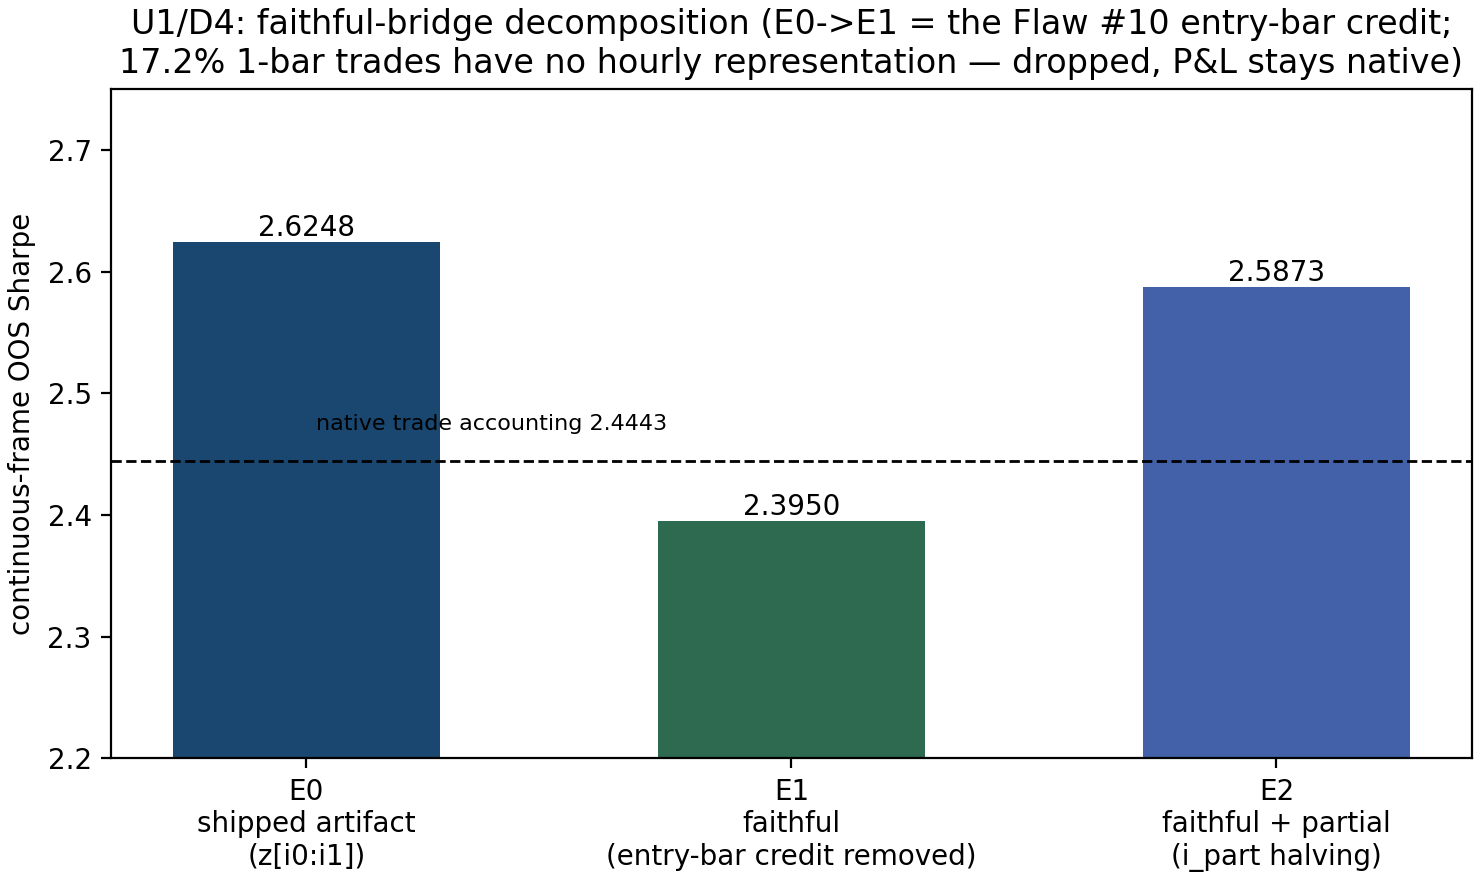 U1/D4: faithful-bridge decomposition (E0->E1 = the Flaw #10 entry-bar credit;
17.2% 1-bar trades have no hourly representation — dropped, P&L stays native)
continuous-frame OOS Sharpe
2.7
2.6
2.5
2.4
2.3
2.2
2.6248
2.3950
2.5873
native trade accounting 2.4443
E0
shipped artifact
(z[i0:i1])
E1
faithful
(entry-bar credit removed)
E2
faithful + partial
(i_part halving)